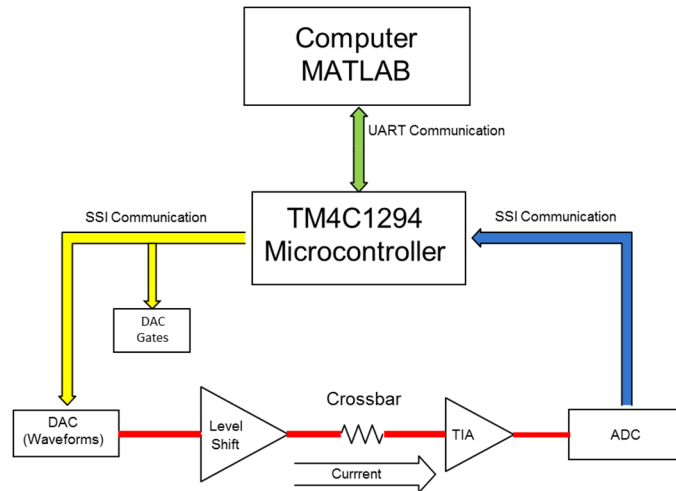 Computer
MATLAB
UART Communication
SSI Communication
TM4C1294
Microcontroller
SSI Communication
DAC
Gates
Crossbar
DAC
(Waveforms)
Level
Shift
TIA
ADC
Currrent